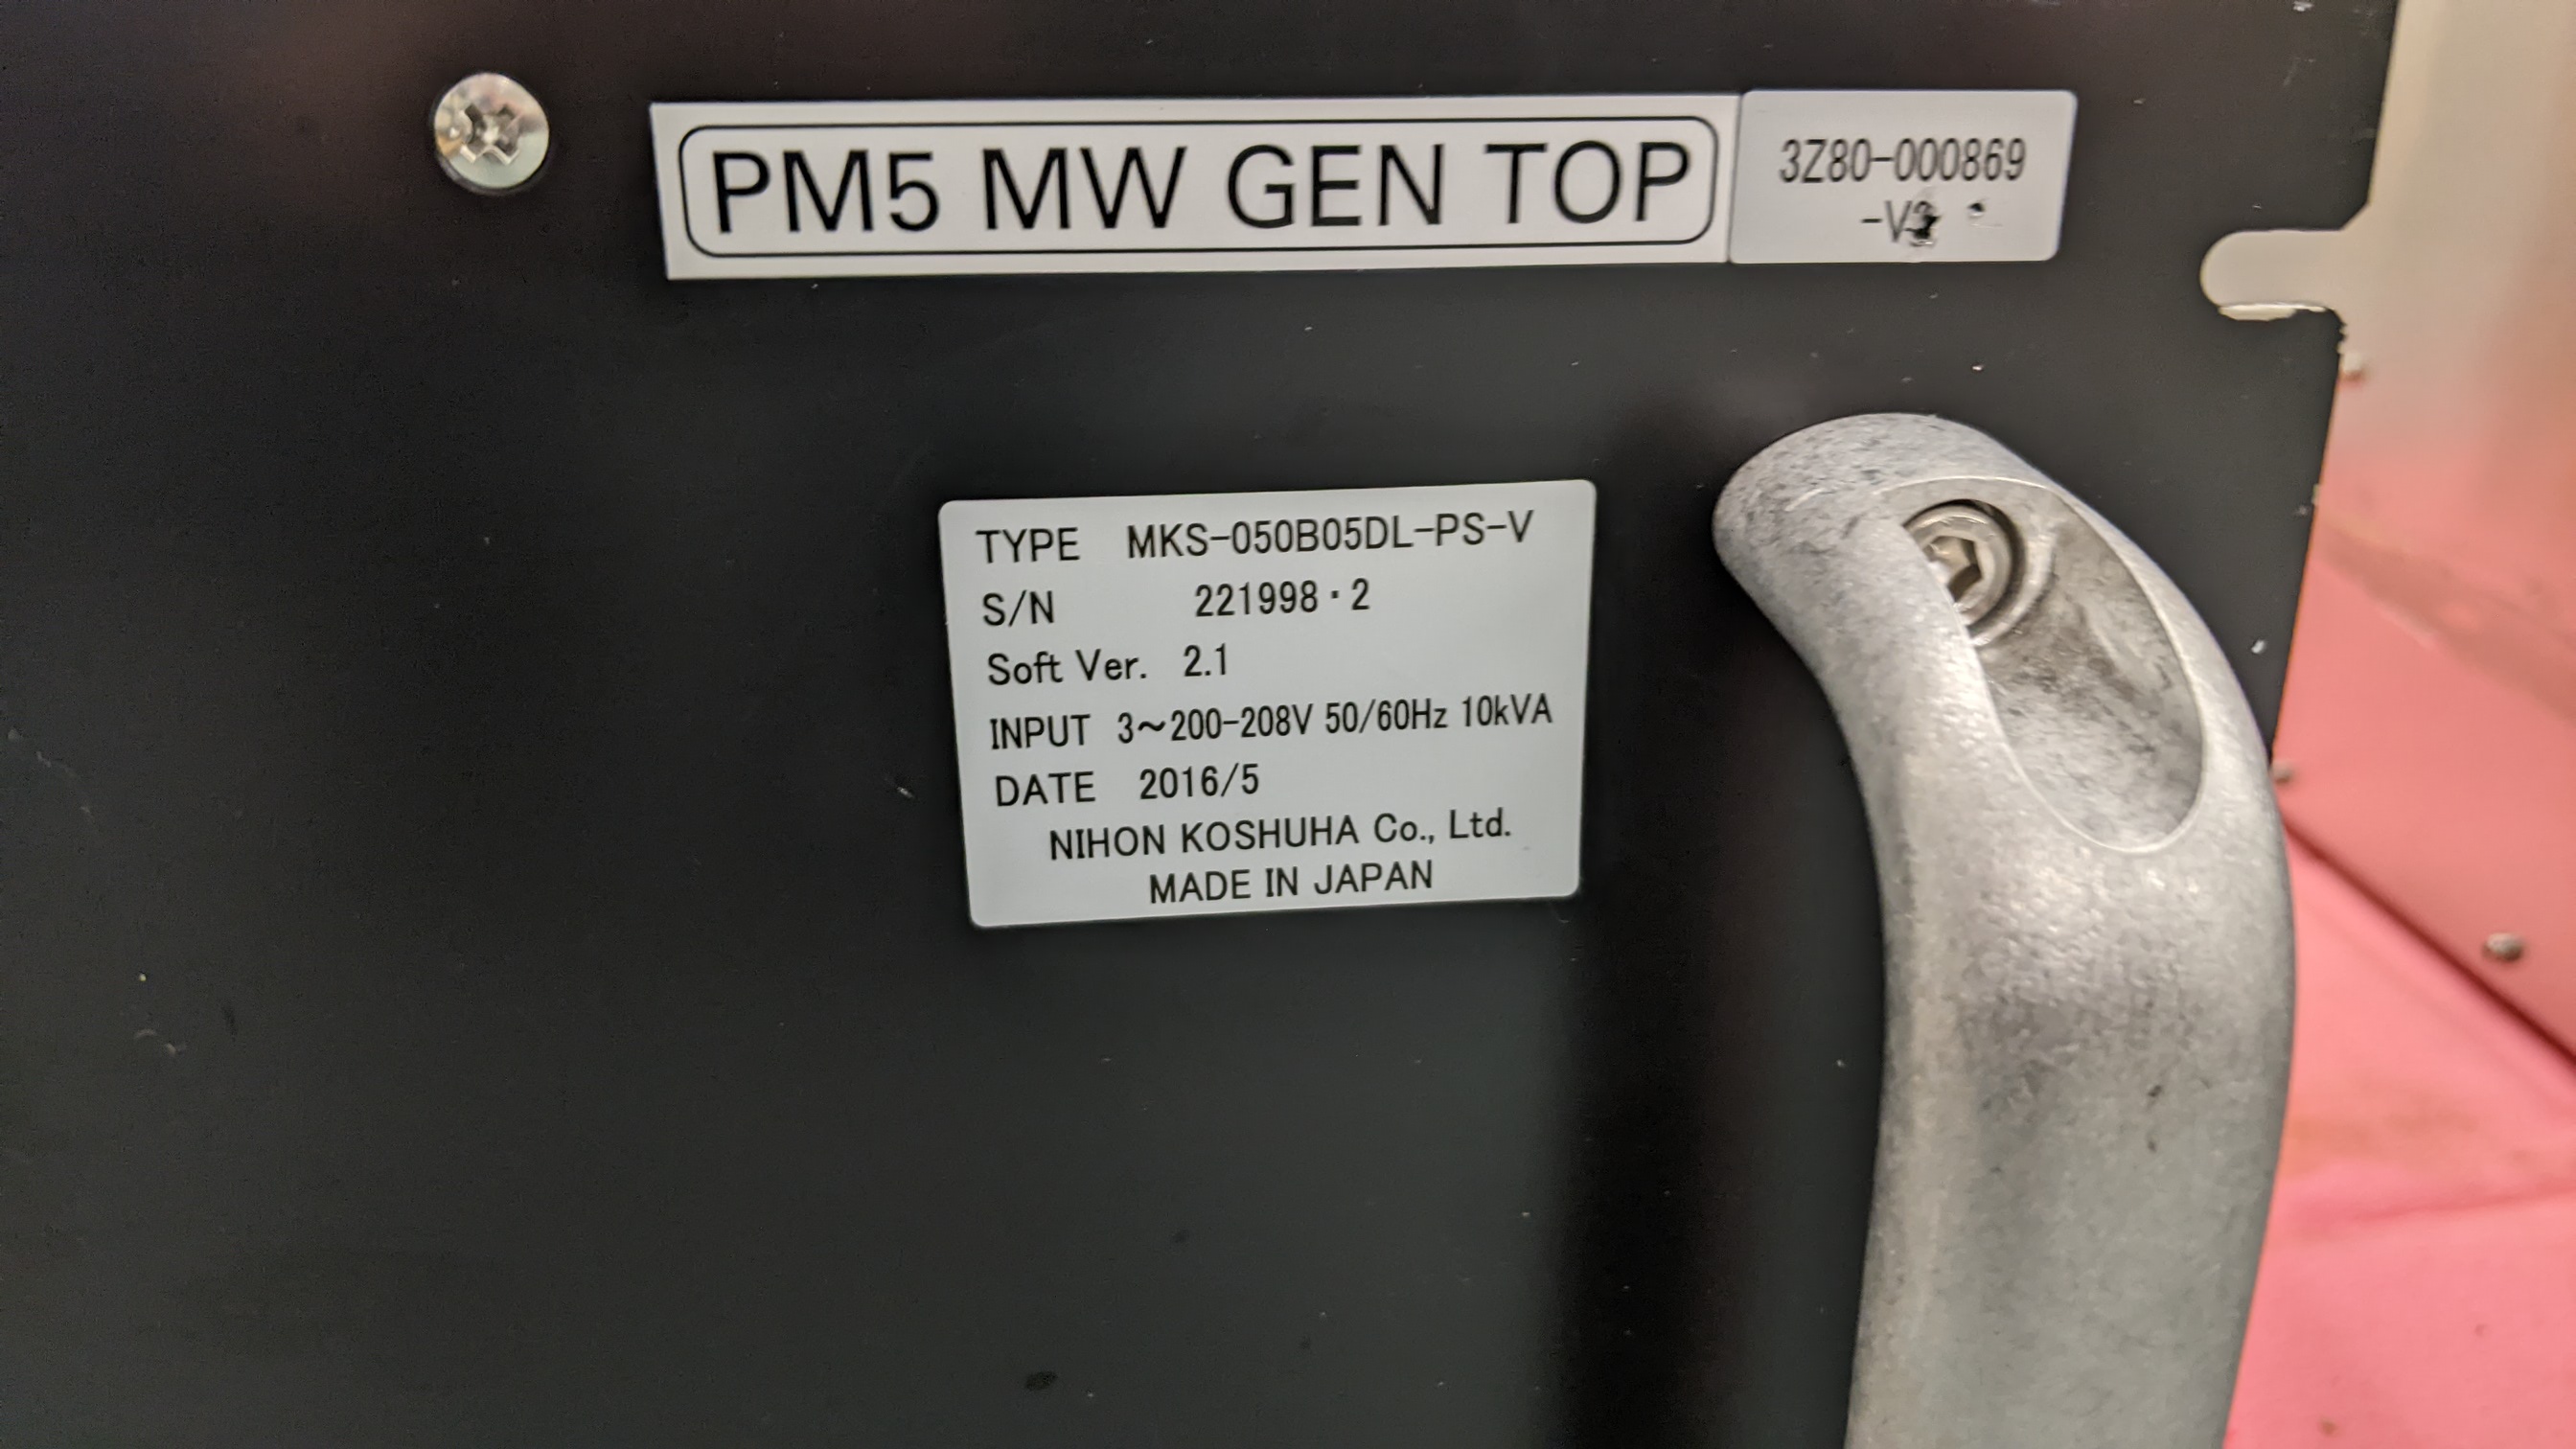 PM5 MW GEN TOP
3Z80-000869
TYPE MKS-050B05DL-PS-V
S/N 221998・2
Soft Ver. 2.1
INPUT 3～200-208V 50/60Hz 10kVA
DATE 2016/5
NIHON KOSHUHA Co., Ltd.
MADE IN JAPAN